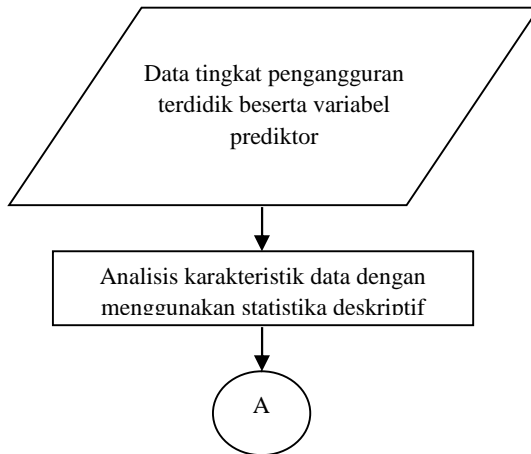 Data tingkat pengangguran
terdidik beserta variabel
prediktor
Analisis karakteristik data dengan
menggunakan statistika deskriptif
A